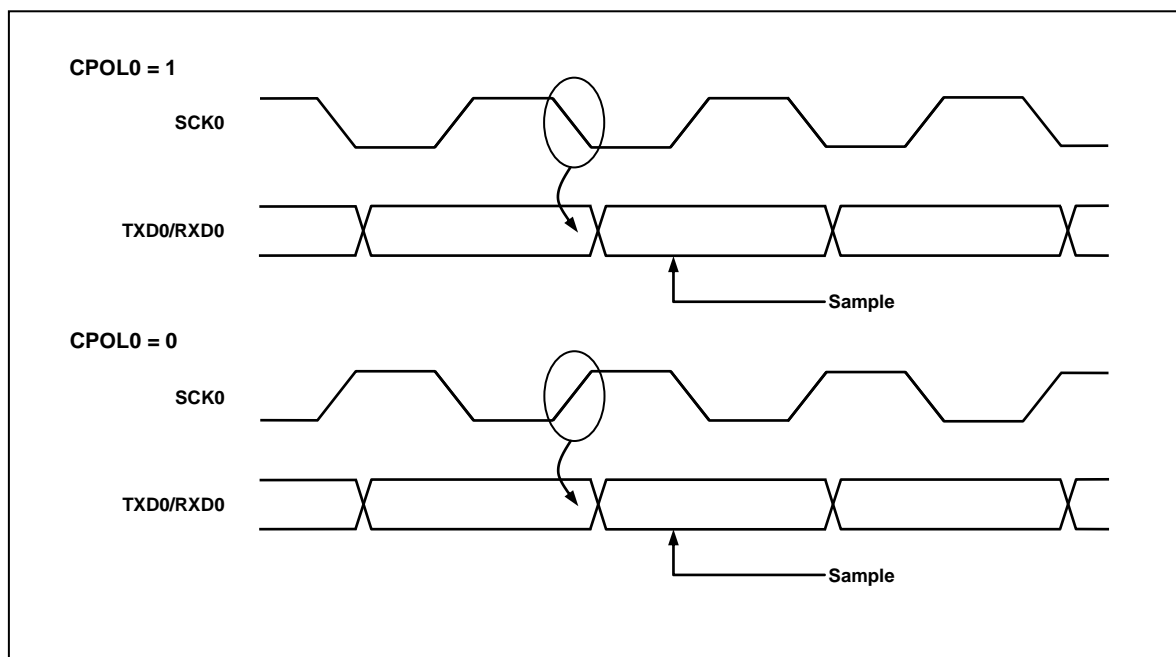 CPOL0 = 1
SCK0
TXD0/RXD0
Sample
CPOL0 = 0
SCK0
TXD0/RXD0
Sample